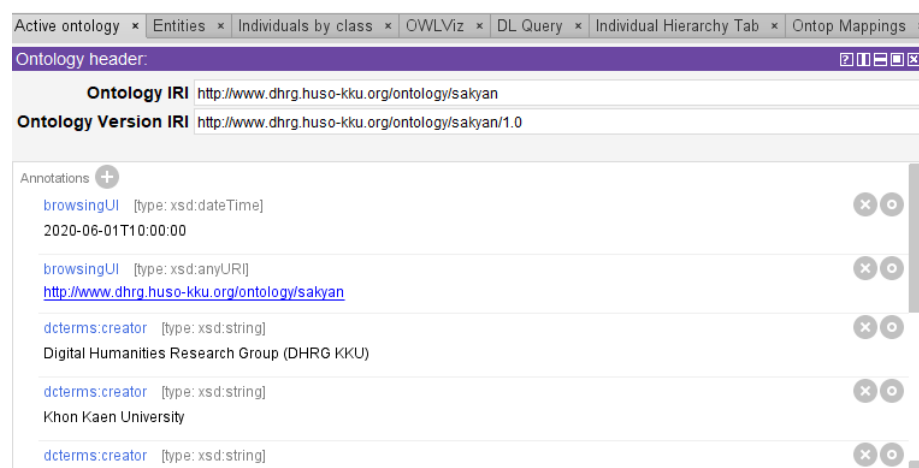 Active ontology × Entities × Individuals by class × OWLViz × DL Query × Individual Hierarchy Tab × Ontop Mappings
Ontology header:
Ontology IRI http://www.dhrg.huso-kku.org/ontology/sakyan
Ontology Version IRI http://www.dhrg.huso-kku.org/ontology/sakyan/1.0
Annotations
browsingUI [type: xsd:dateTime]
2020-06-01T10:00:00
browsingUI [type: xsd:anyURI]
http://www.dhrg.huso-kku.org/ontology/sakyan
dcterms:creator [type: xsd:string]
Digital Humanities Research Group (DHRG KKU)
dcterms:creator [type: xsd:string]
Khon Kaen University
dcterms:creator [type: xsd:string]